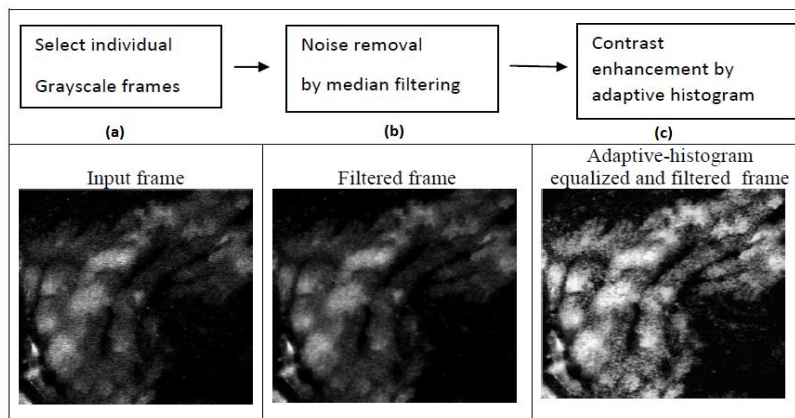 Select individual
Grayscale frames
Noise removal
by median filtering
Contrast
enhancement by
adaptive histogram
(a)
(b)
(c)
Input frame
Filtered frame
Adaptive-histogram
equalized and filtered frame